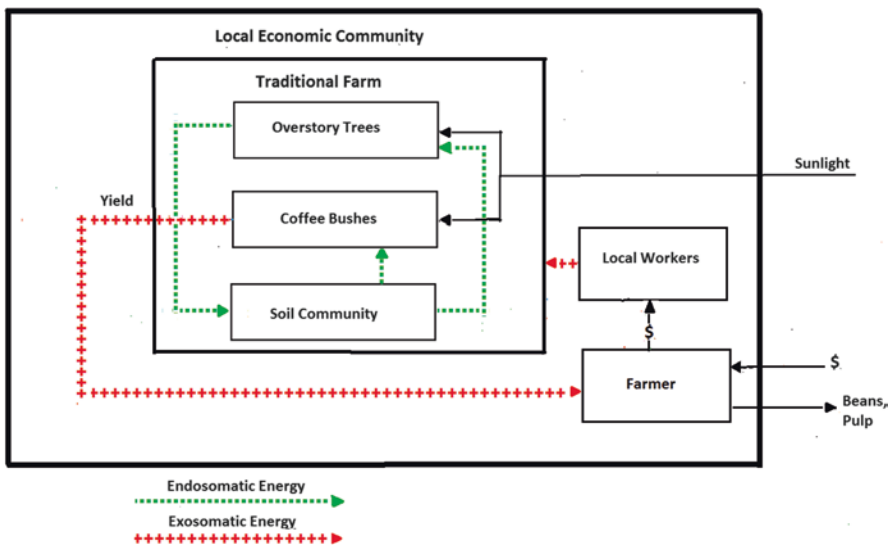 Local Economic Community
Traditional Farm
Overstory Trees
Sunlight
Yield
Coffee Bushes
Local Workers
Soil Community
$
$
Farmer
Beans,
Pulp
Endosomatic Energy
Exosomatic Energy